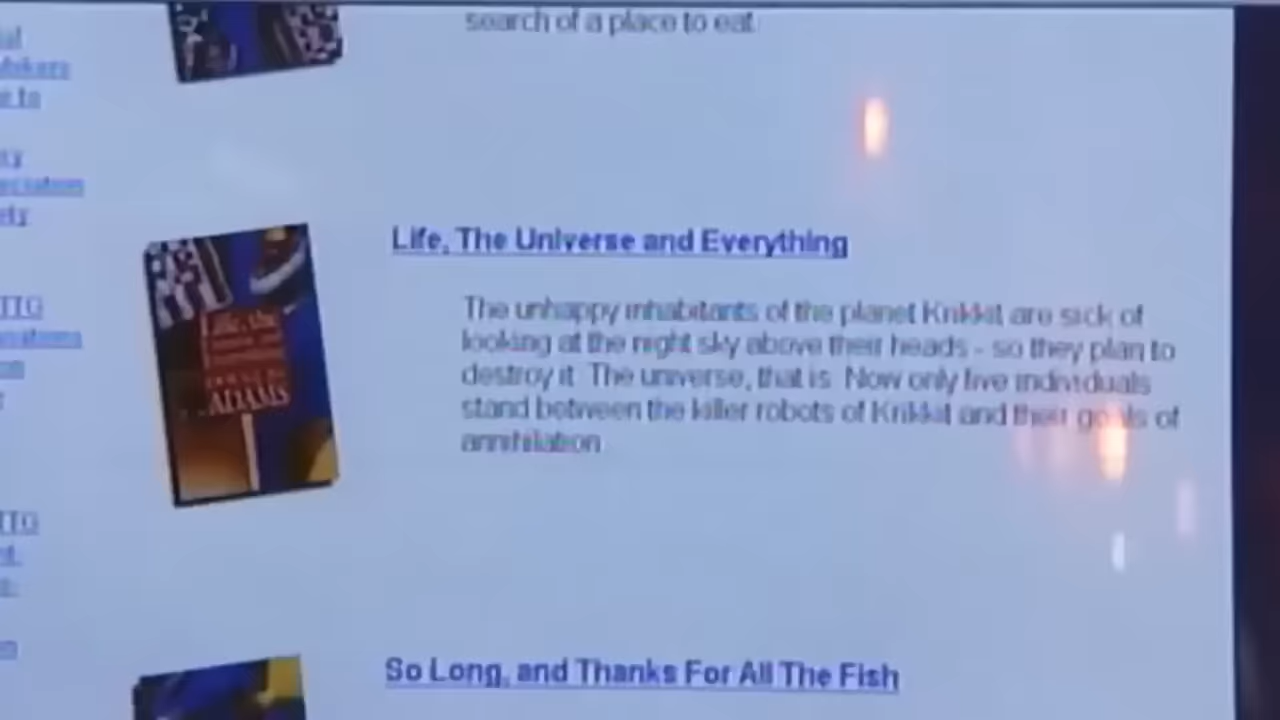 search of a place to eat.
Life, The Universe and Everything
The unhappy inhabitants of the planet Krikkit are sick of
looking at the night sky above their heads - so they plan to
destroy it. The universe, that is. Now only five individuals
stand between the killer robots of Krikkit and their goals of
annihilation.
ADAMS
So Long, and Thanks For All The Fish